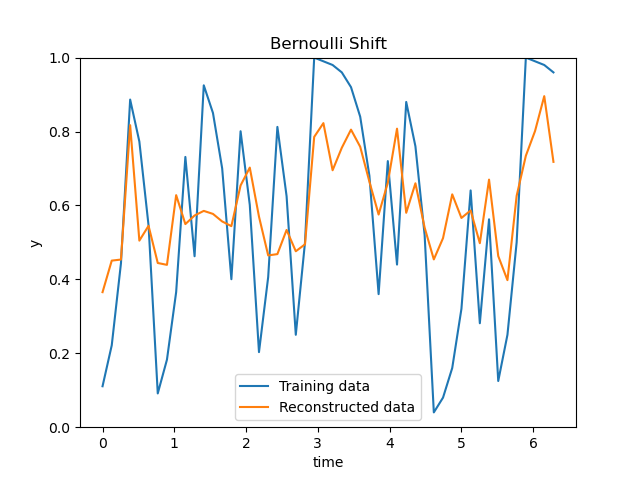 Bernoulli Shift
1.0
0.8
0.6
0.4
0.2
0.0
y
Training data
Reconstructed data
0 1 2 3 4 5 6
time